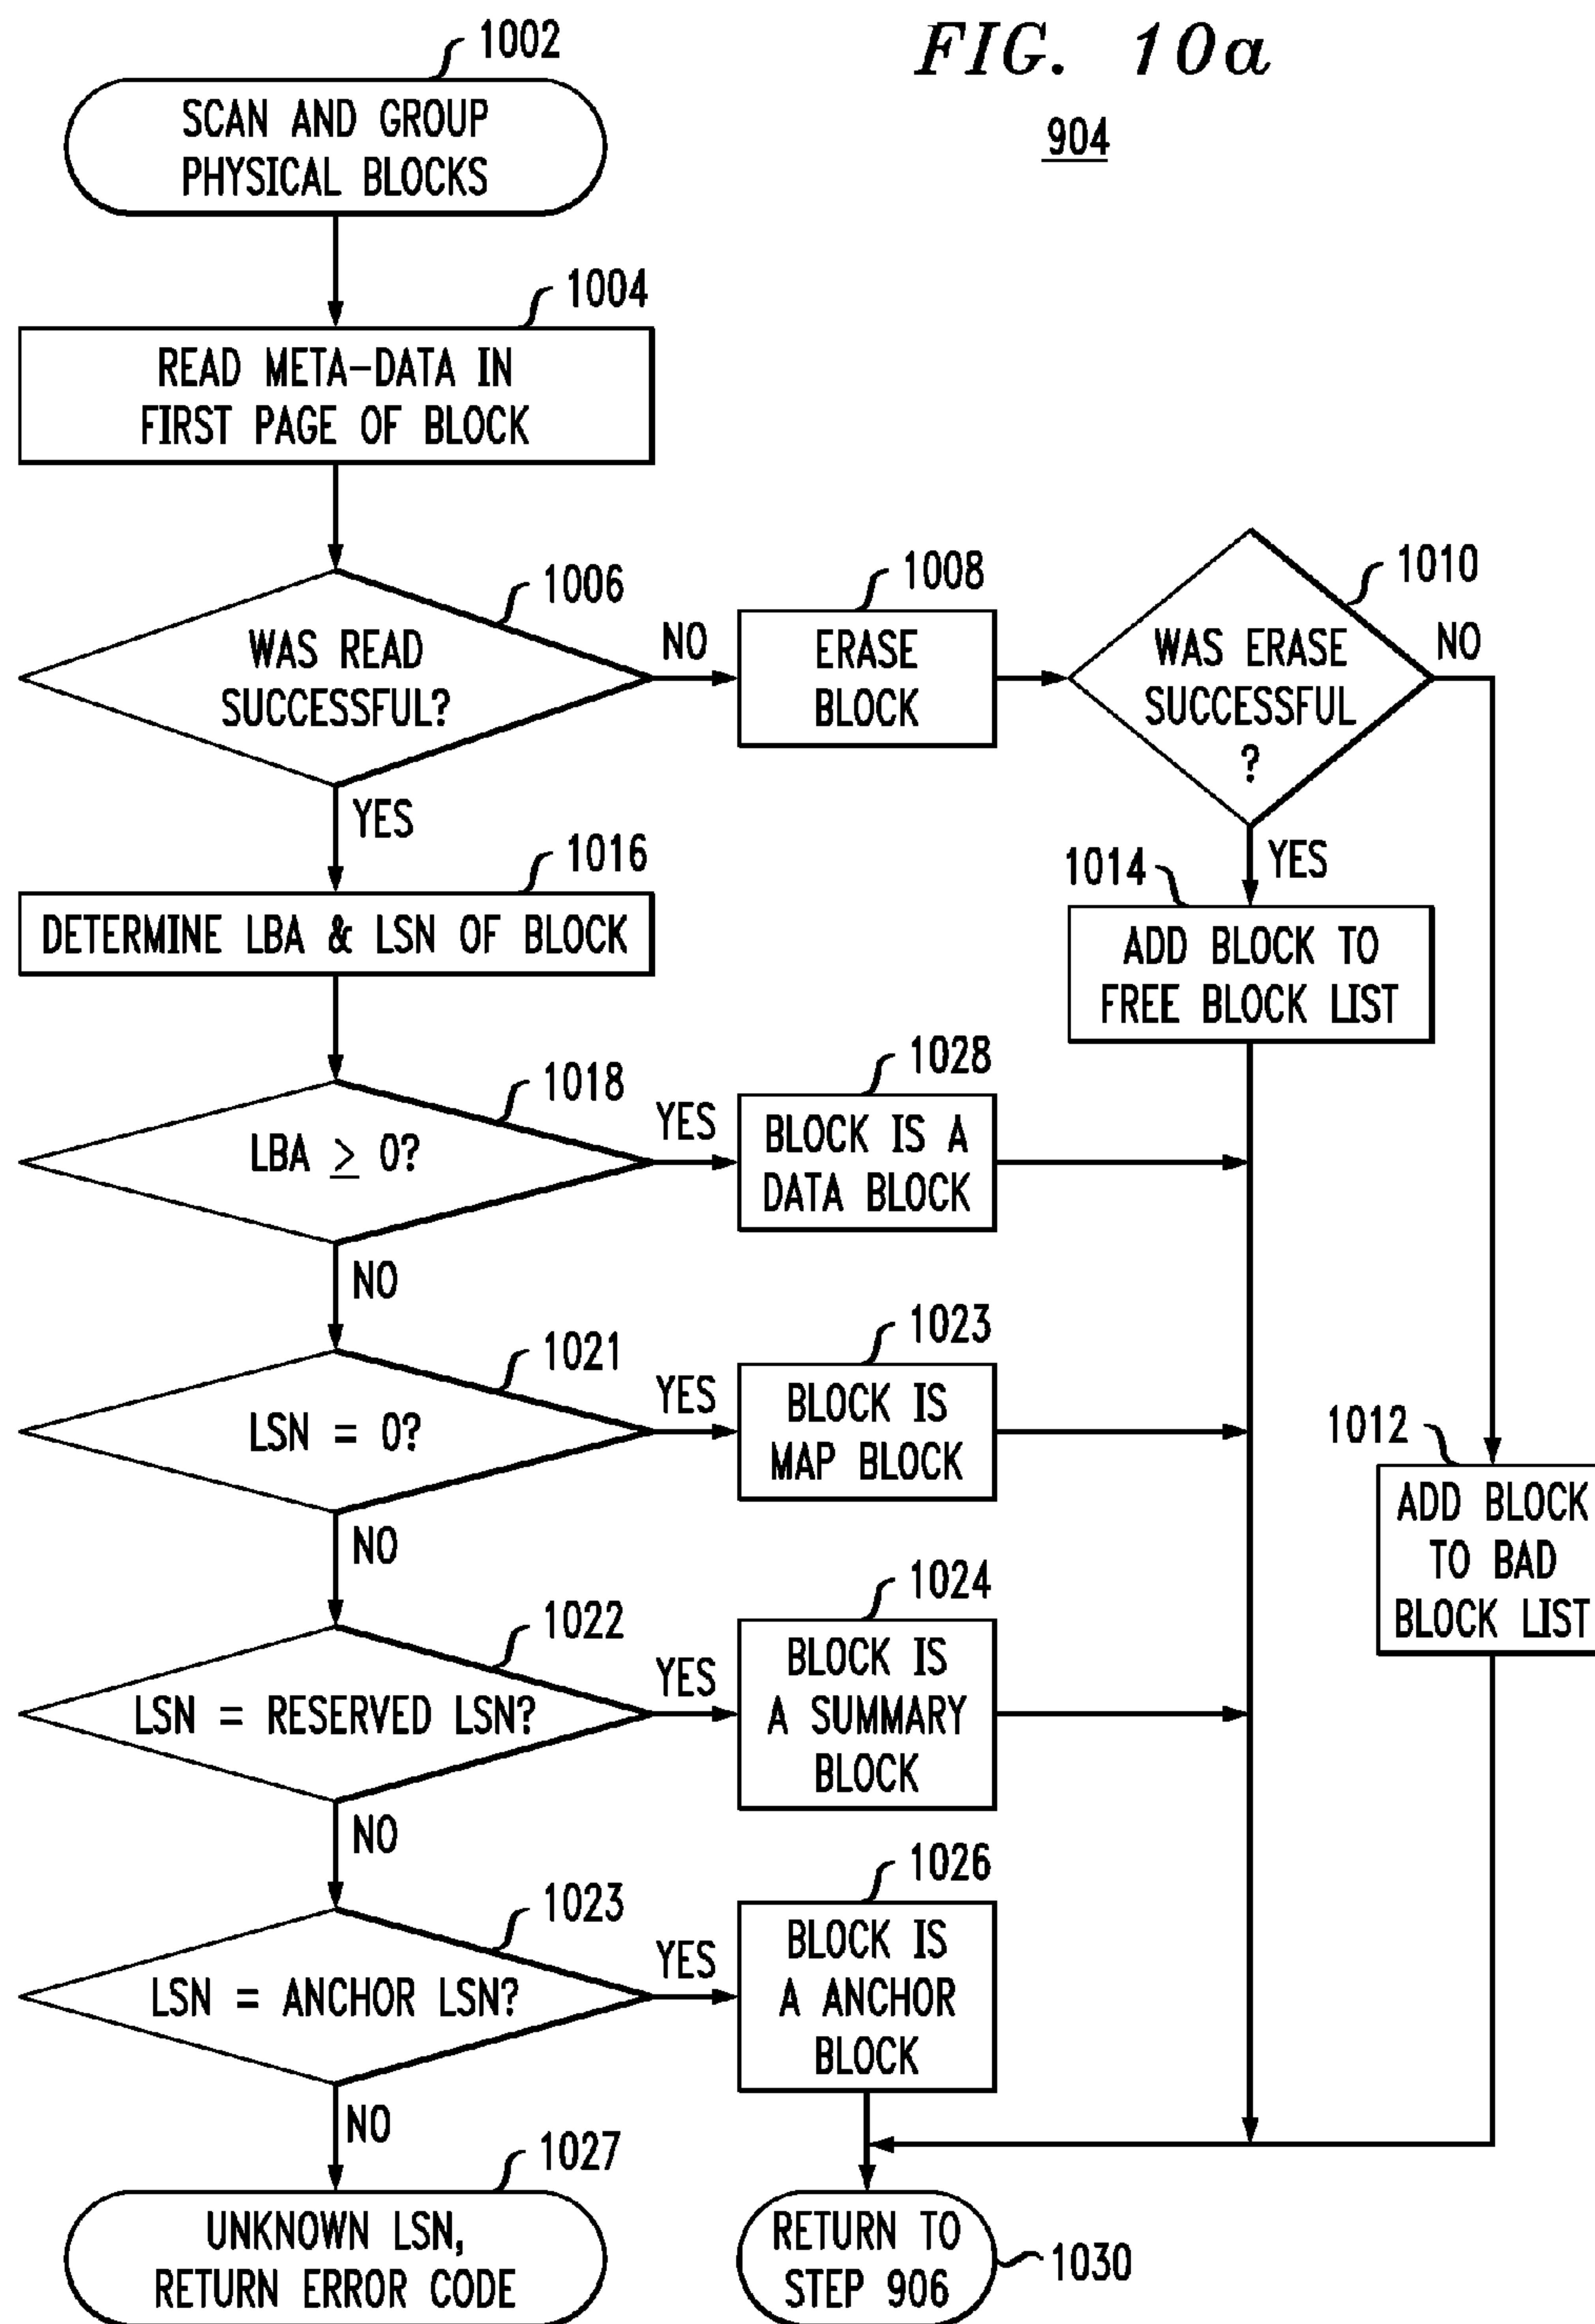 FIG. 10a
904
1002
SCAN AND GROUP
PHYSICAL BLOCKS
1004
READ META-DATA IN
FIRST PAGE OF BLOCK
1006
WAS READ
SUCCESSFUL?
NO
1008
ERASE
BLOCK
1010
WAS ERASE
SUCCESSFUL
?
NO
YES
YES
1016
DETERMINE LBA & LSN OF BLOCK
1014
ADD BLOCK TO
FREE BLOCK LIST
1018
LBA ≥ 0?
YES
1028
BLOCK IS A
DATA BLOCK
NO
1021
LSN = 0?
YES
1023
BLOCK IS
MAP BLOCK
1012
ADD BLOCK
TO BAD
BLOCK LIST
NO
1022
LSN = RESERVED LSN?
YES
1024
BLOCK IS
A SUMMARY
BLOCK
NO
1023
LSN = ANCHOR LSN?
YES
1026
BLOCK IS
A ANCHOR
BLOCK
NO
1027
UNKNOWN LSN,
RETURN ERROR CODE
RETURN TO
STEP 906
1030